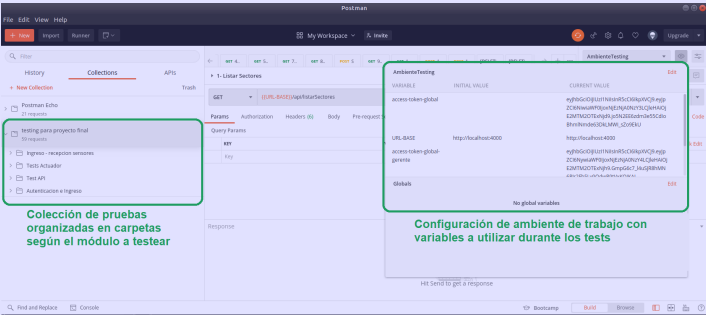 Postman
File Edit View Help
+ New Import Runner
My Workspace
Invite
Upgrade
Filter
History Collections APIs
+ New Collection Trash
Postman Echo
21 requests
testing para proyecto final
59 requests
Ingreso - recepcion sensores
Tests Actuador
Test API
Autenticacion e Ingreso
Colección de pruebas
organizadas en carpetas
según el módulo a testear
AmbienteTesting
1- Listar Sectores
GET {{URL-BASE}}/api/listarSectores
Params Authorization Headers (6) Body Pre-request
Code
Query Params
KEY
Key
Response
AmbienteTesting Edit
VARIABLE INITIAL VALUE CURRENT VALUE
access-token-global
URL-BASE http://localhost:4000 http://localhost:4000
access-token-global-
gerente
Globals Edit
No global variables
Configuración de ambiente de trabajo con
variables a utilizar durante los tests
Hit Send to get a response
Find and Replace Console
Bootcamp Build Browse